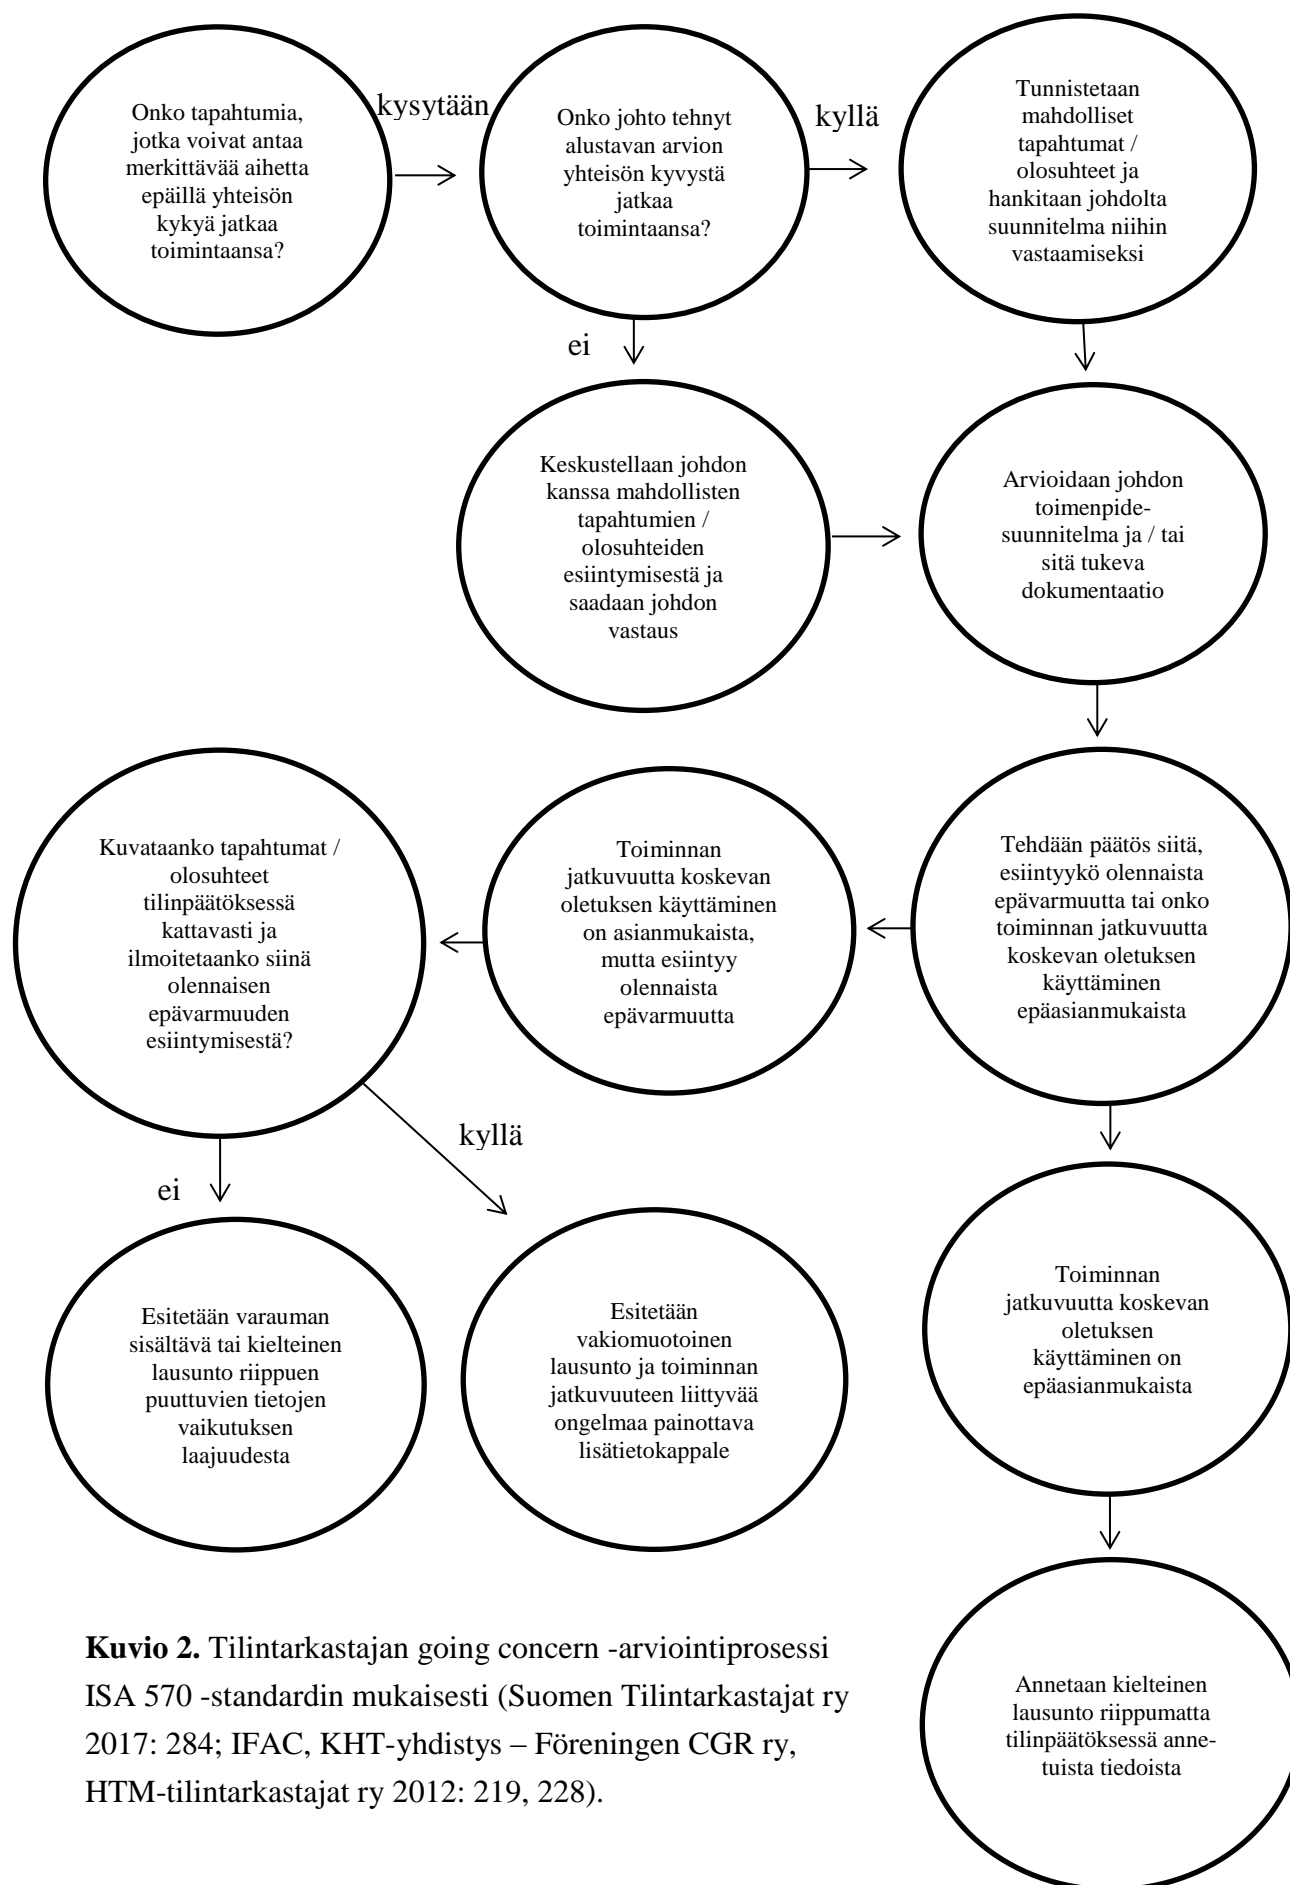 Onko tapahtumia,
jotka voivat antaa
merkittävää aihetta
epäillä yhteisön
kykyä jatkaa
toimintaansa?
kysytään
Onko johto tehnyt
alustavan arvion
yhteisön kyvystä
jatkaa
toimintaansa?
kyllä
Tunnistetaan
mahdolliset
tapahtumat /
olosuhteet ja
hankitaan johdolta
suunnitelma niihin
vastaamiseksi
ei
Keskustellaan johdon
kanssa mahdollisten
tapahtumien /
olosuhteiden
esiintymisestä ja
saadaan johdon
vastaus
Arvioidaan johdon
toimenpide-
suunnitelma ja / tai
sitä tukeva
dokumentaatio
Tehdään päätös siitä,
esiintyykö olennaista
epävarmuutta tai onko
toiminnan jatkuvuutta
koskevan oletuksen
käyttäminen
epäasianmukaista
Toiminnan
jatkuvuutta koskevan
oletuksen käyttäminen
on asianmukaista,
mutta esiintyy
olennaista
epävarmuutta
Kuvataanko tapahtumat /
olosuhteet
tilinpäätöksessä
kattavasti ja
ilmoitetaanko siinä
olennaisen
epävarmuuden
esiintymisestä?
kyllä
ei
Esitetään varauman
sisältävä tai kielteinen
lausunto riippuen
puuttuvien tietojen
vaikutuksen
laajuudesta
Esitetään
vakiomuotoinen
lausunto ja toiminnan
jatkuvuuteen liittyvää
ongelmaa painottava
lisätietokappale
Toiminnan
jatkuvuutta koskevan
oletuksen
käyttäminen on
epäasianmukaista
Annetaan kielteinen
lausunto riippumatta
tilinpäätöksessä anne-
tuista tiedoista
Kuvio 2. Tilintarkastajan going concern -arviointiprosessi
ISA 570 -standardin mukaisesti (Suomen Tilintarkastajat ry
2017: 284; IFAC, KHT-yhdistys – Föreningen CGR ry,
HTM-tilintarkastajat ry 2012: 219, 228).